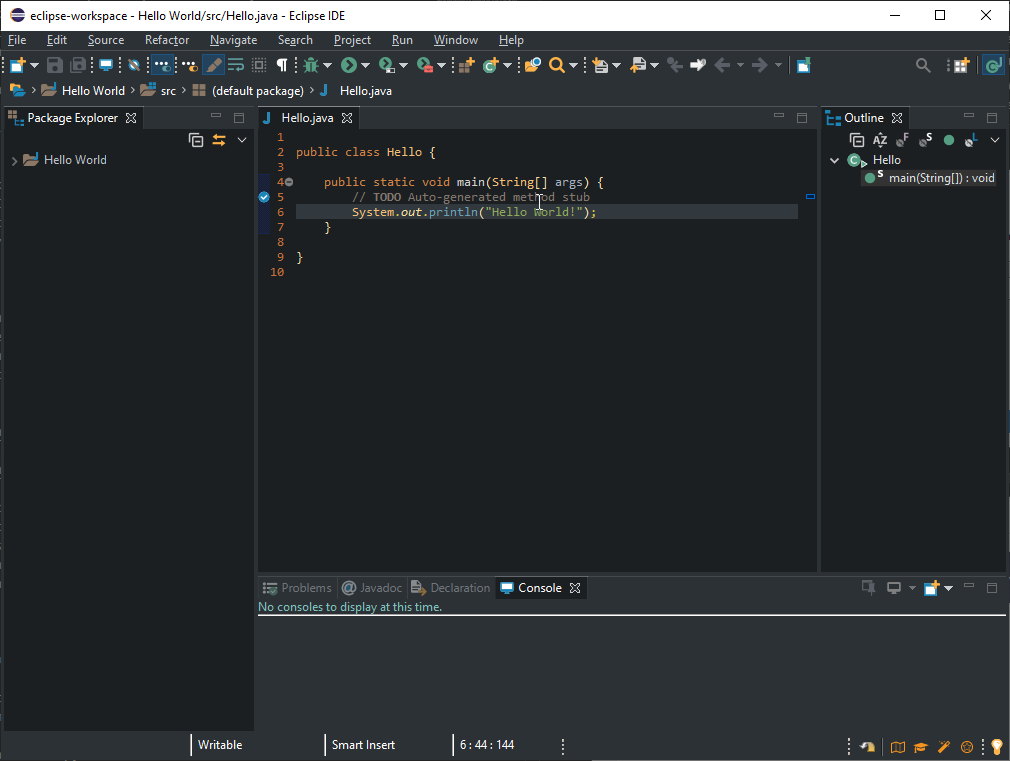 eclipse-workspace - Hello World/src/Hello.java - Eclipse IDE
File Edit Source Refactor Navigate Search Project Run Window Help
Hello World src (default package) Hello.java
Package Explorer
Hello World
Hello.java
1
2 public class Hello {
3
4 public static void main(String[] args) {
5 // TODO Auto-generated method stub
6 System.out.println("Hello World!");
7 }
8
9 }
10
Outline
Hello
main(String[]) : void
Problems Javadoc Declaration Console
No consoles to display at this time.
Writable Smart Insert 6 : 44 : 144